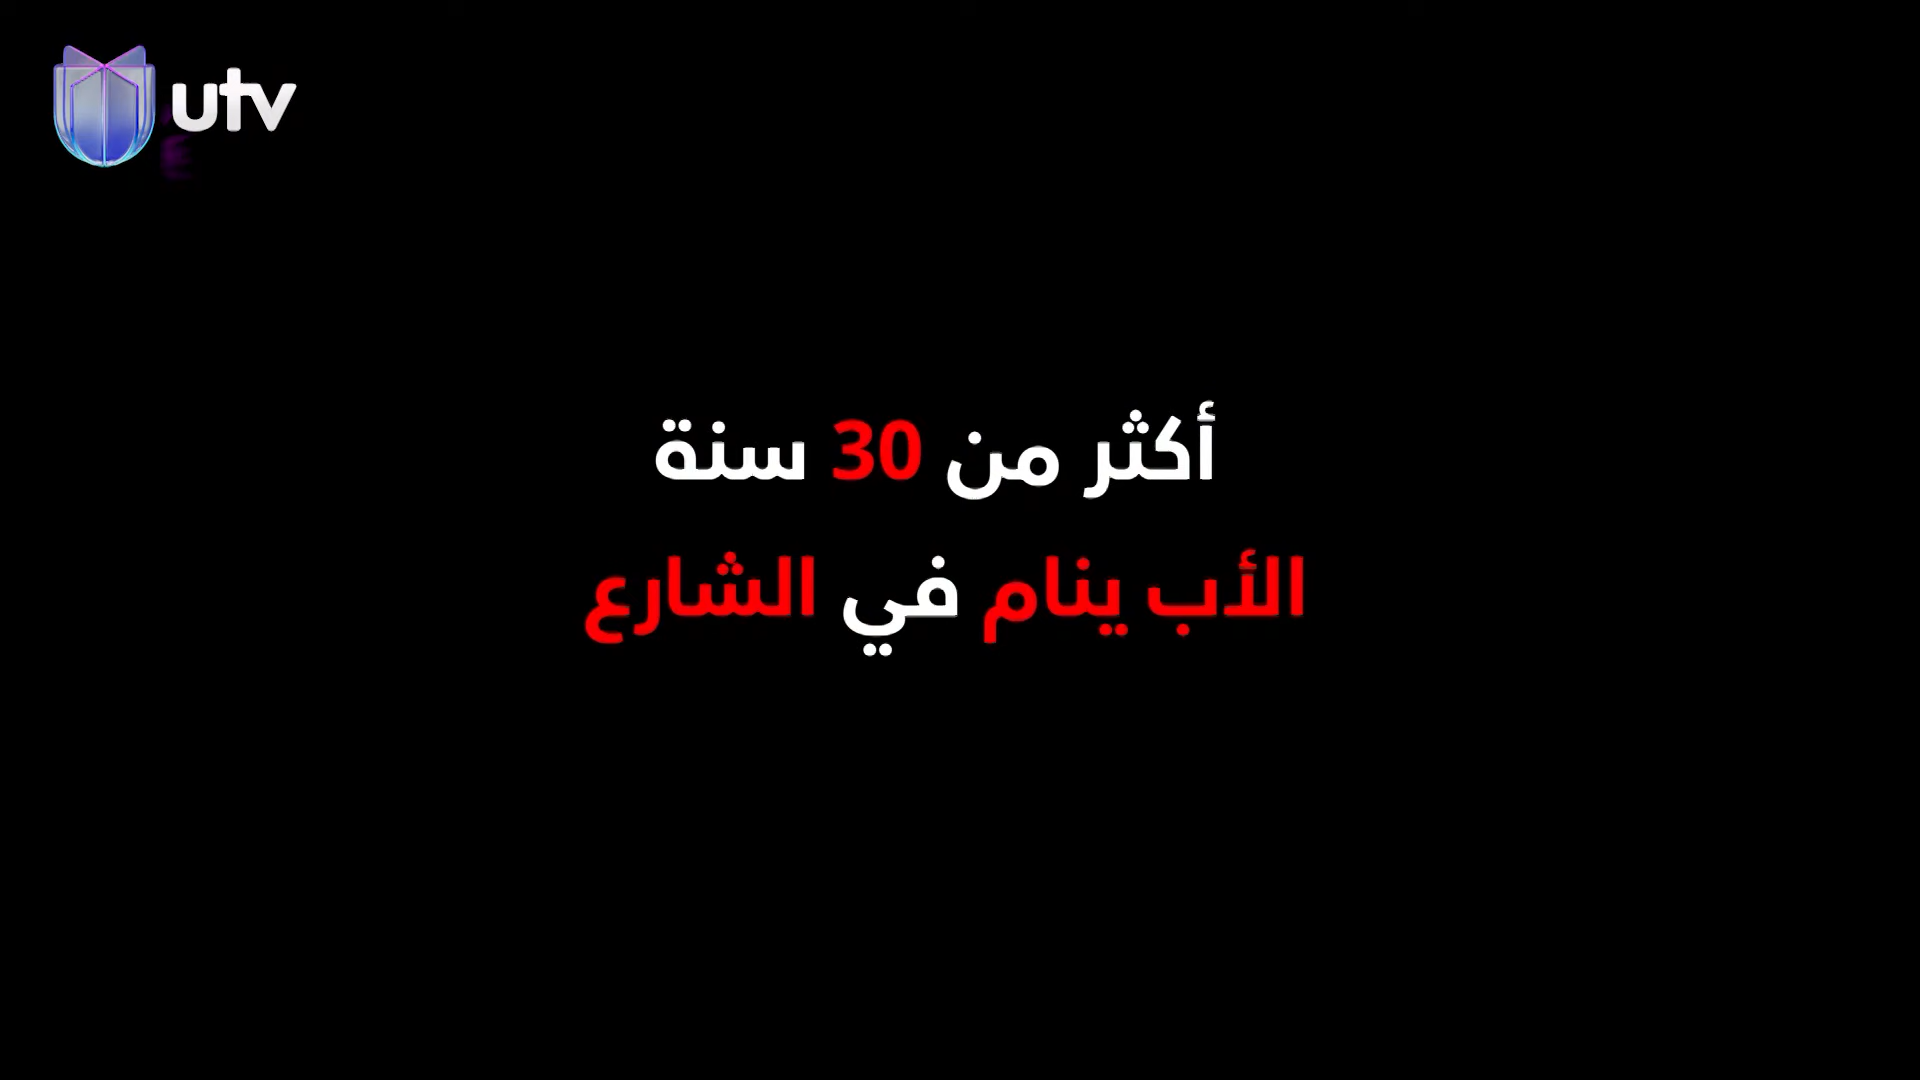 utv
أكثر من 30 سنة
الأب ينام في الشارع